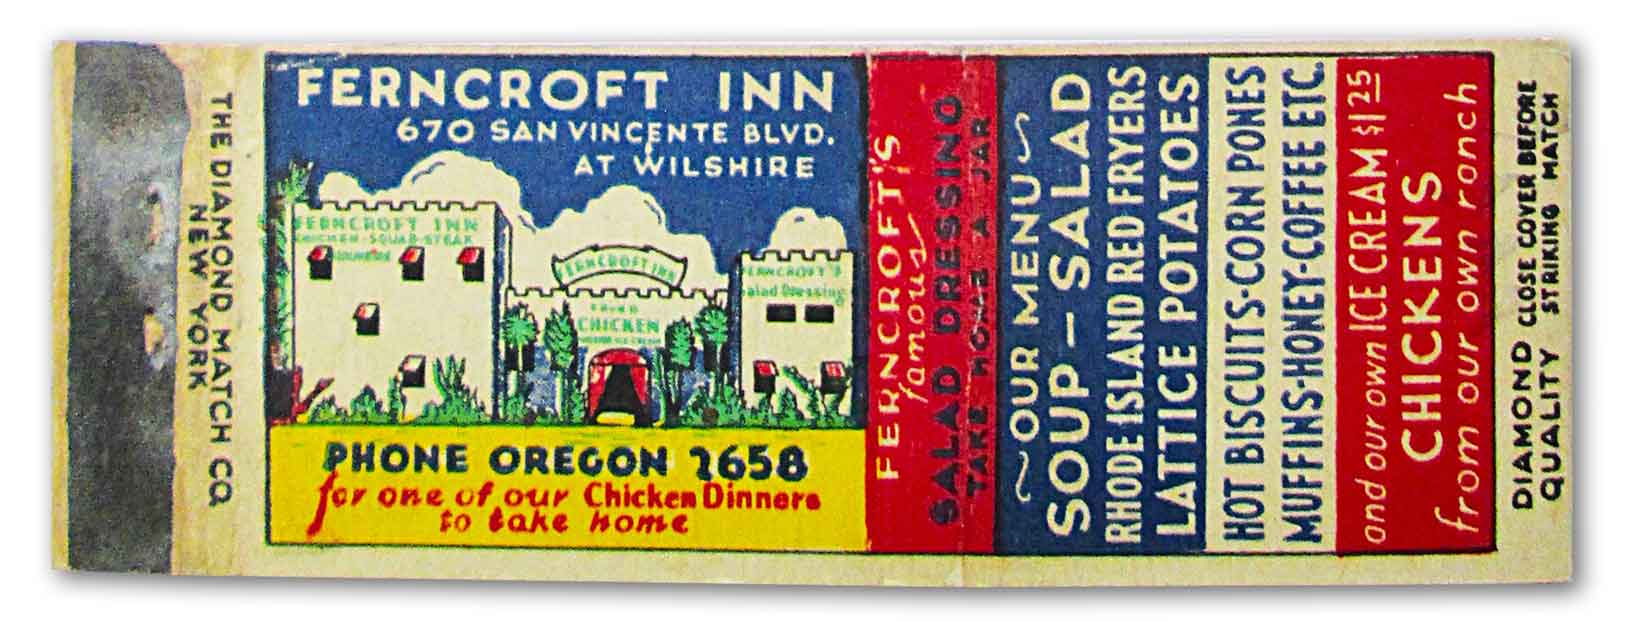 THE DIAMOND MATCH CO.
NEW YORK
FERNCROFT INN
670 SAN VINCENTE BLVD.
AT WILSHIRE
FERNCROFT INN
CHICKEN-SQUAB-STEAK
FERNCROFT INN
CHICKEN
FERNCROFT'S
Salad Dressing
PHONE OREGON 2658
for one of our Chicken Dinners
to take home
FERNCROFT'S
famous
SALAD DRESSING
TAKE HOME A JAR
~OUR MENU~
SOUP-SALAD
RHODE ISLAND RED FRYERS
LATTICE POTATOES
HOT BISCUITS-CORN PONES
MUFFINS-HONEY-COFFEE ETC.
and our own ICE CREAM $1.25
CHICKENS
from our own ranch
DIAMOND CLOSE COVER BEFORE
QUALITY STRIKING MATCH